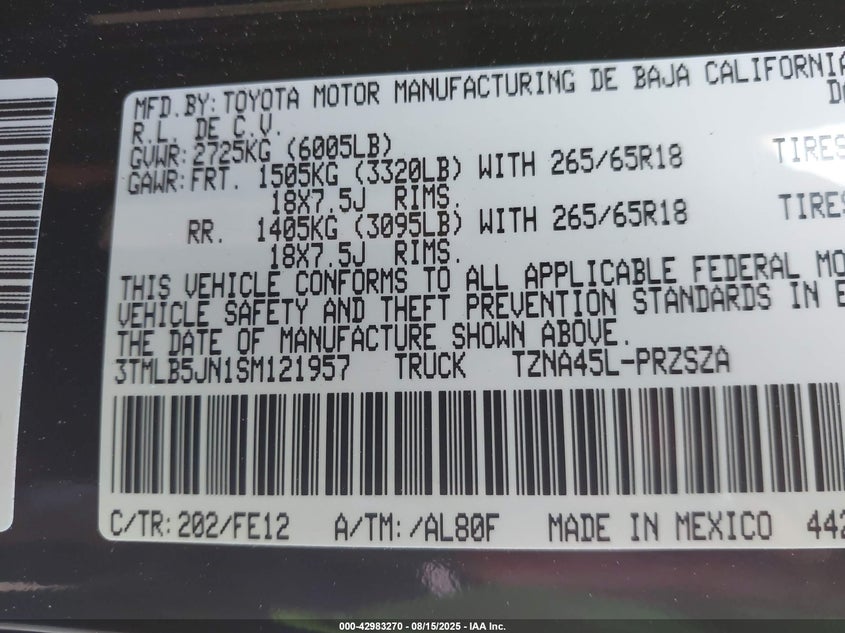 MFD.BY: TOYOTA MOTOR MANUFACTURING DE BAJA CALIFORNIA
R.L. DE C.V.
GVWR: 2725KG (6005LB)
GAWR: FRT. 1505KG (3320LB) WITH 265/65R18 TIRES
18X7.5J RIMS.
RR. 1405KG (3095LB) WITH 265/65R18 TIRES
18X7.5J RIMS.
THIS VEHICLE CONFORMS TO ALL APPLICABLE FEDERAL MO
VEHICLE SAFETY AND THEFT PREVENTION STANDARDS IN E
THE DATE OF MANUFACTURE SHOWN ABOVE.
3TMLB5JN1SM121957 TRUCK TZNA45L-PRZSZA
C/TR: 202/FE12 A/TM: /AL80F MADE IN MEXICO 442
000-42983270 - 08/15/2025 - IAA Inc.